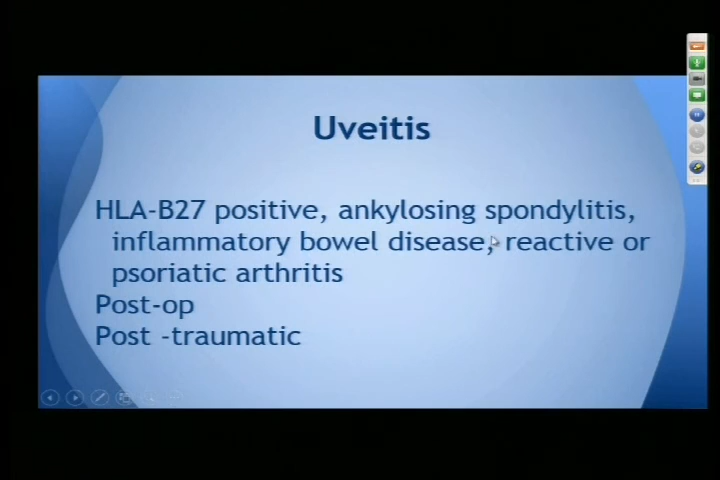 Uveitis
HLA-B27 positive, ankylosing spondylitis,
inflammatory bowel disease, reactive or
psoriatic arthritis
Post-op
Post -traumatic